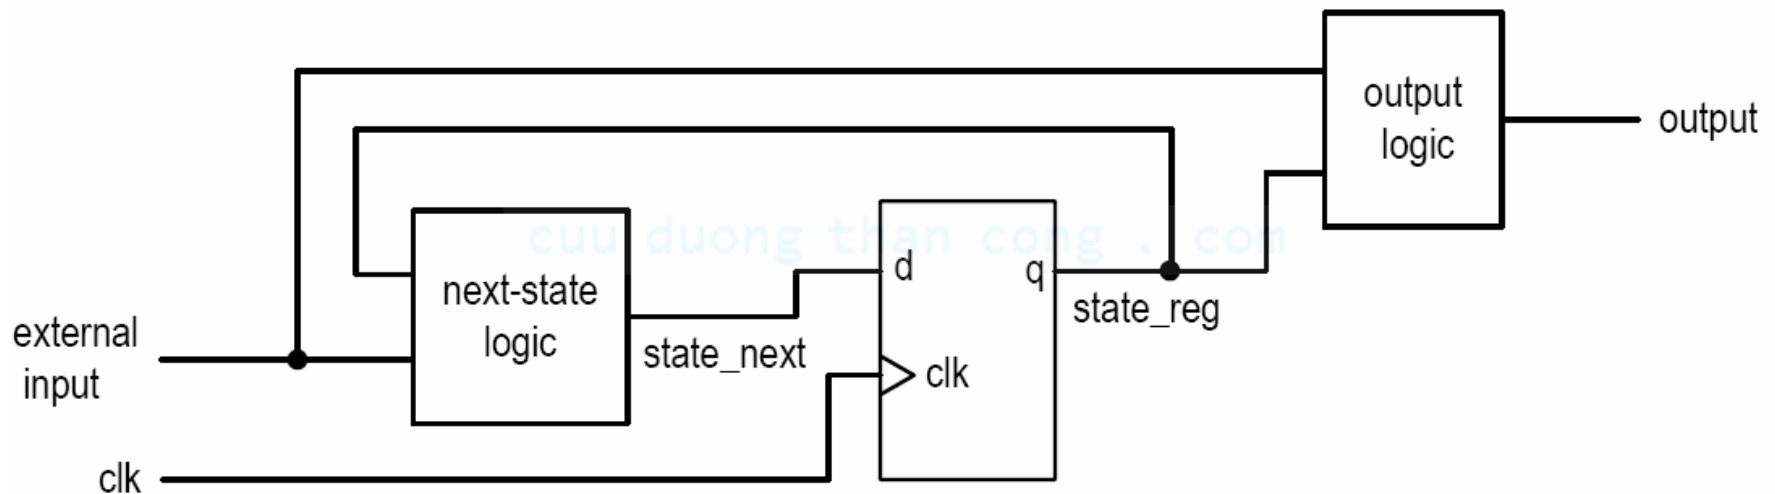 output
logic
output
cuu duong than cong . com
d
q
next-state
logic
state_reg
external
input
state_next
clk
clk